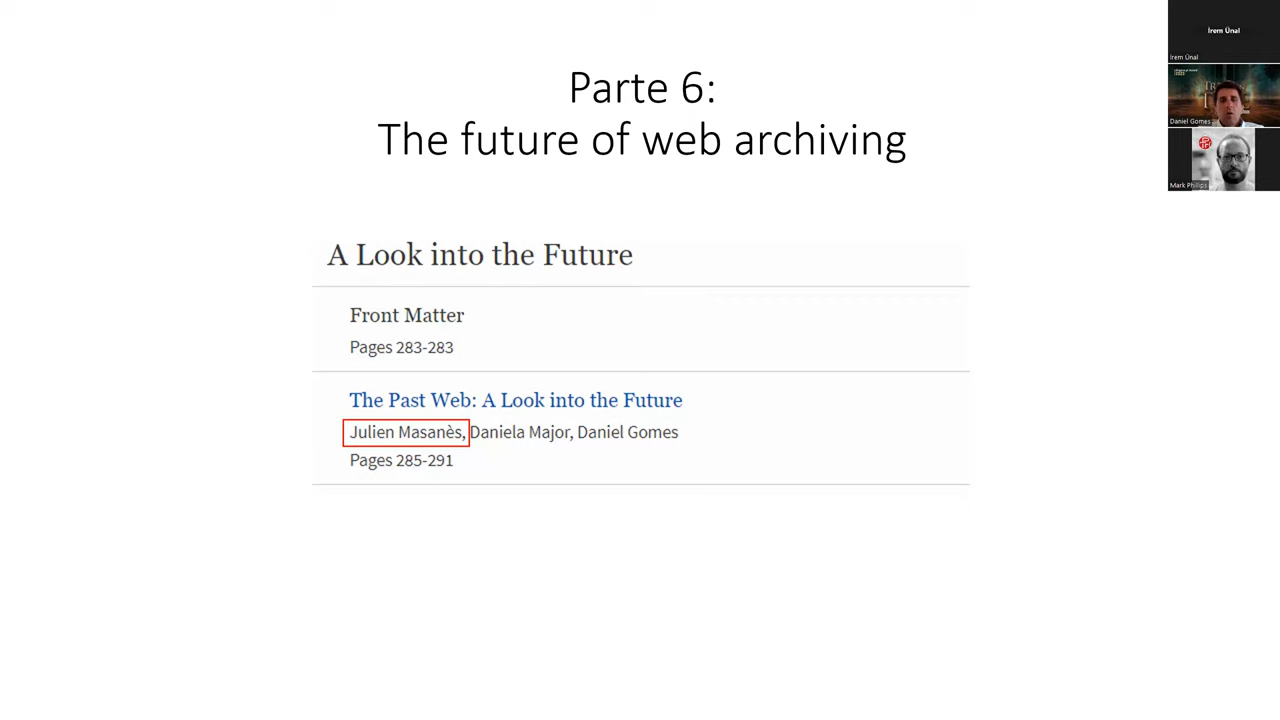 Parte 6:
The future of web archiving
A Look into the Future
Front Matter
Pages 283-283
The Past Web: A Look into the Future
Julien Masanès, Daniela Major, Daniel Gomes
Pages 285-291
İrem Ünal
İrem Ünal
Daniel Gomes
Mark Phillips